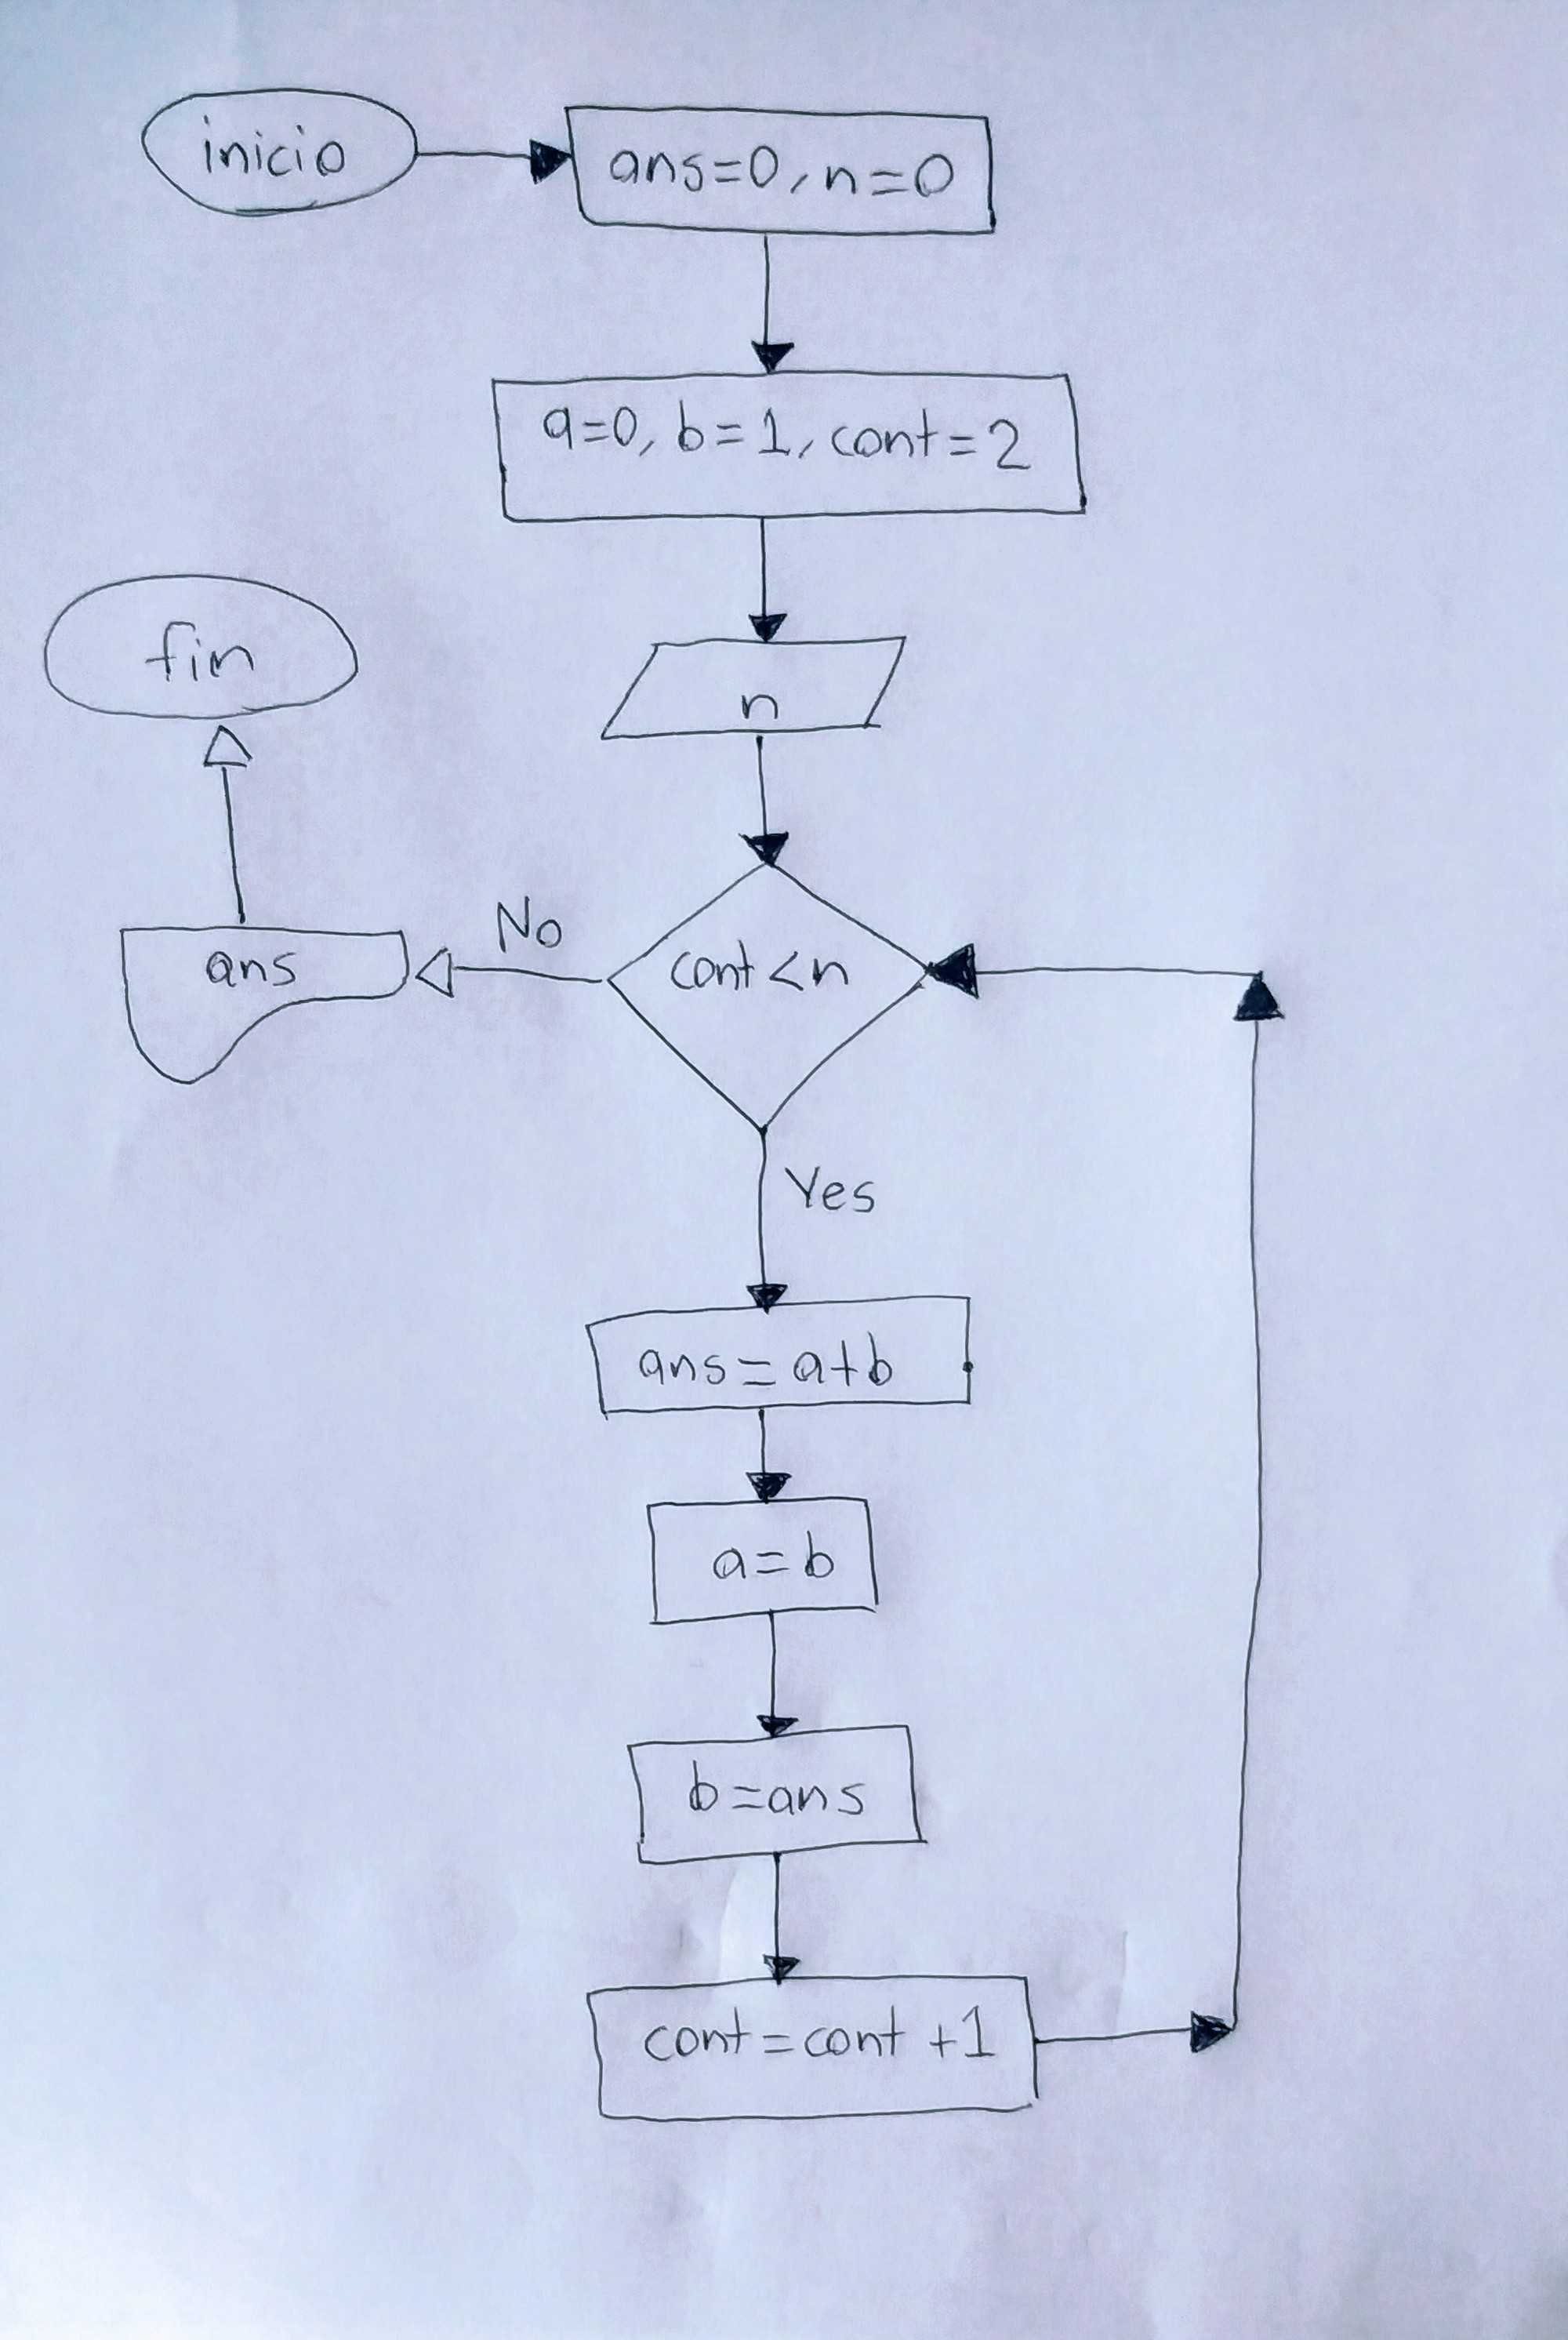 inicio
ans=0, n=0
a=0, b=1, cont=2
n
cont<n
No
ans
fin
Yes
ans=a+b
a=b
b=ans
cont=cont+1